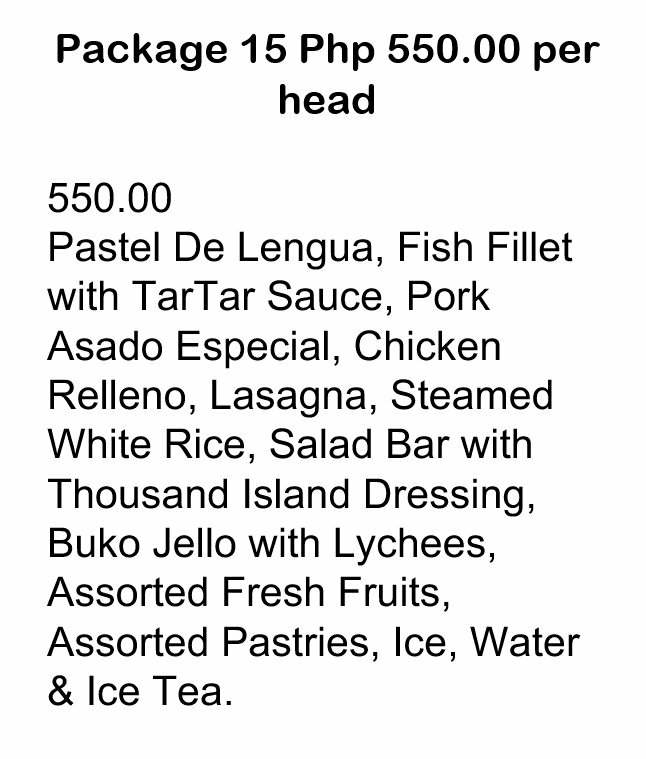 Package 15 Php 550.00 per
head
550.00
Pastel De Lengua, Fish Fillet
with TarTar Sauce, Pork
Asado Especial, Chicken
Relleno, Lasagna, Steamed
White Rice, Salad Bar with
Thousand Island Dressing,
Buko Jello with Lychees,
Assorted Fresh Fruits,
Assorted Pastries, Ice, Water
& Ice Tea.